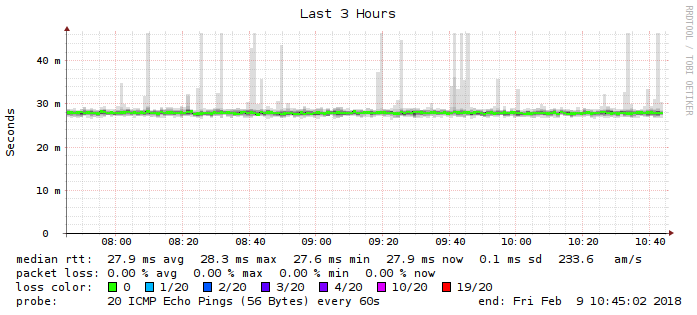 Last 3 Hours
RRDTOOL / TOBI OETIKER
Seconds
40 m
30 m
20 m
10 m
0
08:00 08:20 08:40 09:00 09:20 09:40 10:00 10:20 10:40
median rtt: 27.9 ms avg 28.3 ms max 27.6 ms min 27.9 ms now 0.1 ms sd 233.6 am/s
packet loss: 0.00 % avg 0.00 % max 0.00 % min 0.00 % now
loss color: 0 1/20 2/20 3/20 4/20 10/20 19/20
probe: 20 ICMP Echo Pings (56 Bytes) every 60s end: Fri Feb 9 10:45:02 2018